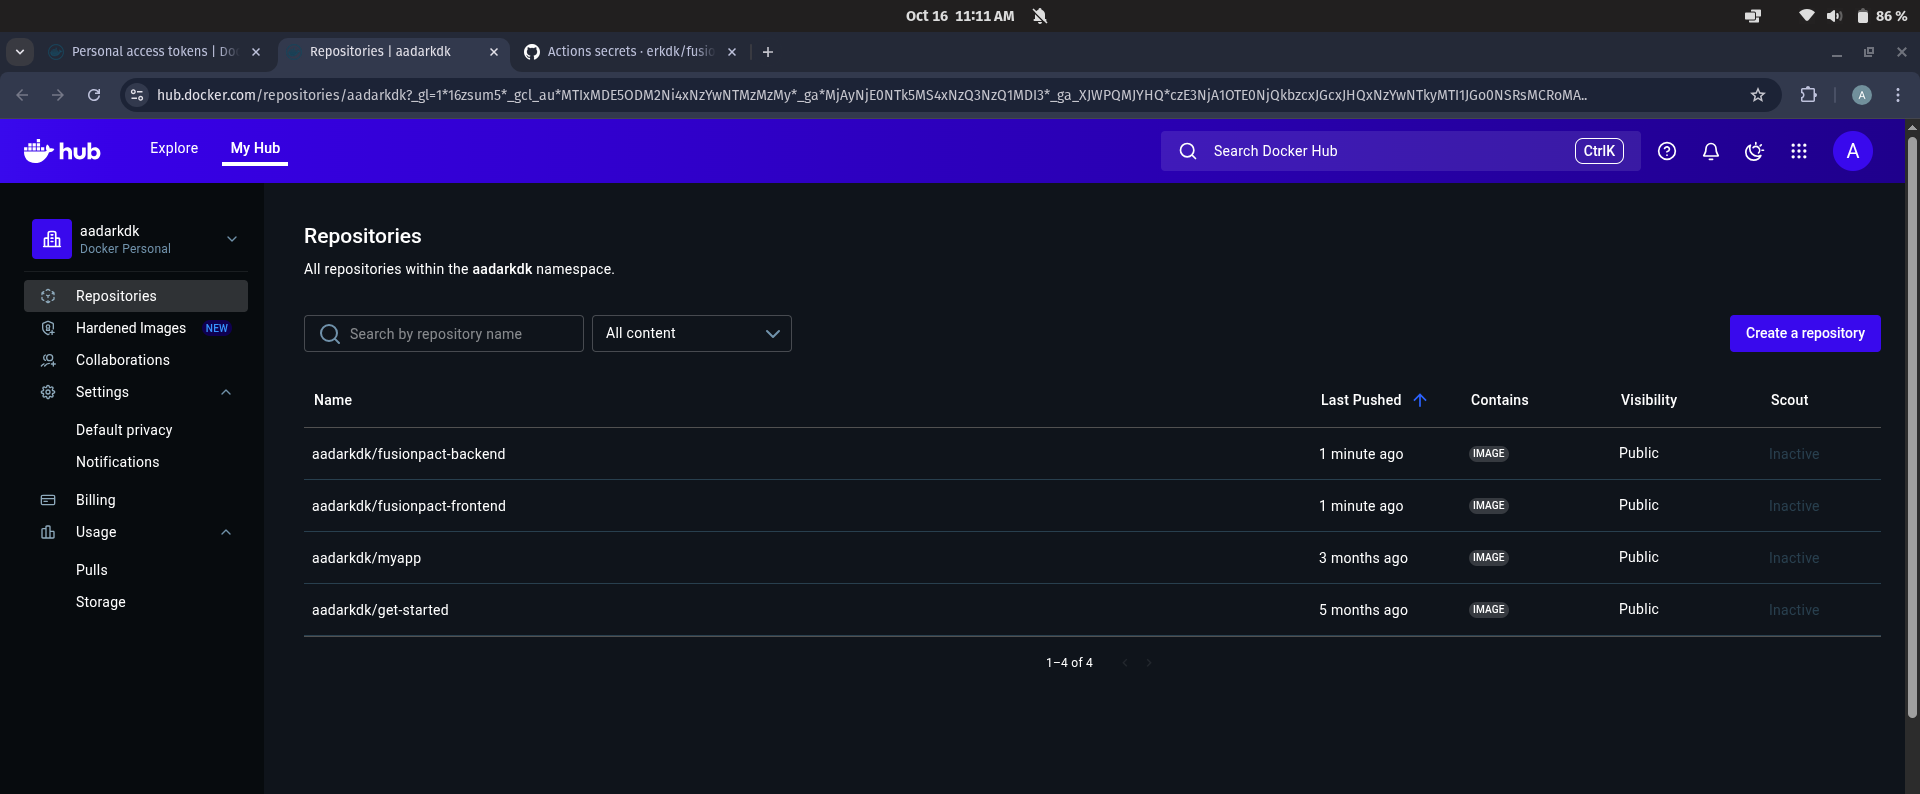 Oct 16 11:11 AM
86 %
Personal access tokens | Do
Repositories | aadarkdk
Actions secrets · erkdk/fusio
hub.docker.com/repositories/aadarkdk?_gl=1*16zsum5*_gcl_au*MTIxMDE5ODM2Ni4xNzYwNTMzMzMy*_ga*MjAyNjE0NTk5MS4xNzQ3NzQ1MDI3*_ga_XJWPQMJYHQ*czE3NjA1OTE0NjQkbzcxJGcxJHQxNzYwNTkyMTI1JGo0NSRsMCRoMA..
A
hub
Explore
My Hub
Search Docker Hub
CtrlK
A
aadarkdk
Docker Personal
Repositories
Hardened Images NEW
Collaborations
Settings
Default privacy
Notifications
Billing
Usage
Pulls
Storage
Repositories
All repositories within the aadarkdk namespace.
Search by repository name
All content
Create a repository
Name Last Pushed Contains Visibility Scout
aadarkdk/fusionpact-backend 1 minute ago IMAGE Public Inactive
aadarkdk/fusionpact-frontend 1 minute ago IMAGE Public Inactive
aadarkdk/myapp 3 months ago IMAGE Public Inactive
aadarkdk/get-started 5 months ago IMAGE Public Inactive
1–4 of 4